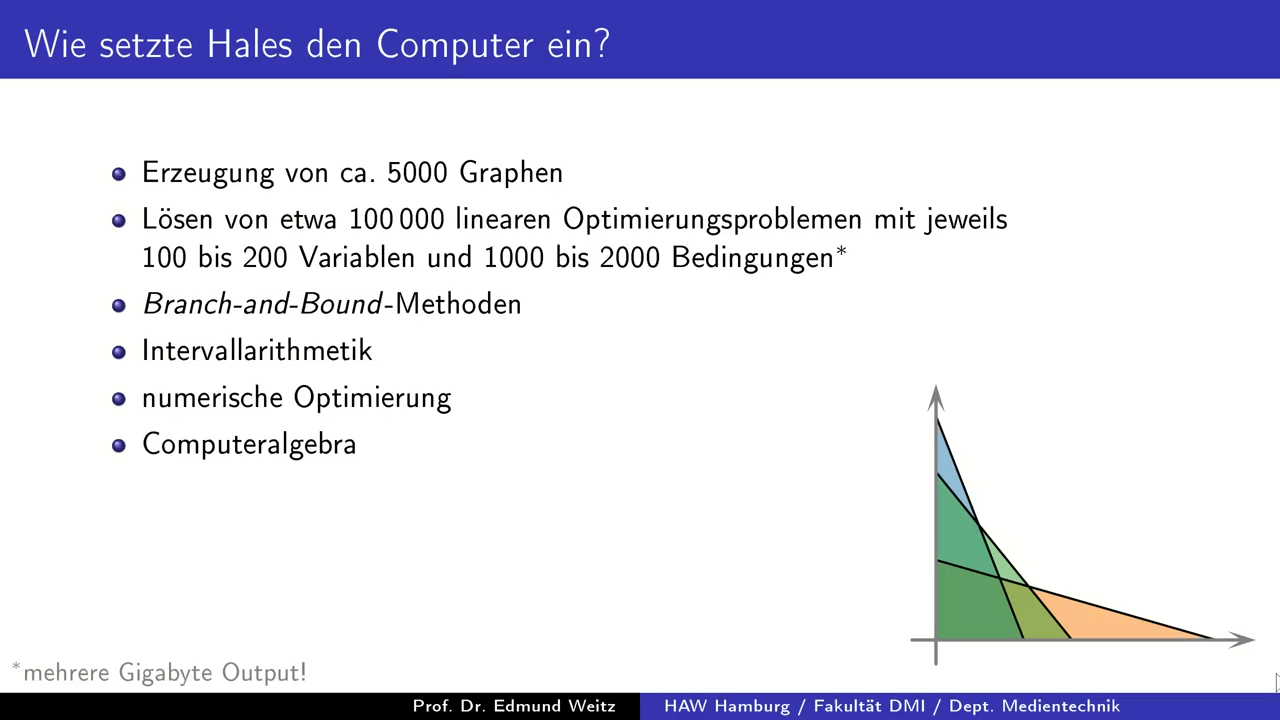 Wie setzte Hales den Computer ein?
Erzeugung von ca. 5000 Graphen
Lösen von etwa 100 000 linearen Optimierungsproblemen mit jeweils
100 bis 200 Variablen und 1000 bis 2000 Bedingungen*
Branch-and-Bound-Methoden
Intervallarithmetik
numerische Optimierung
Computeralgebra
*mehrere Gigabyte Output!
Prof. Dr. Edmund Weitz HAW Hamburg / Fakultät DMI / Dept. Medientechnik